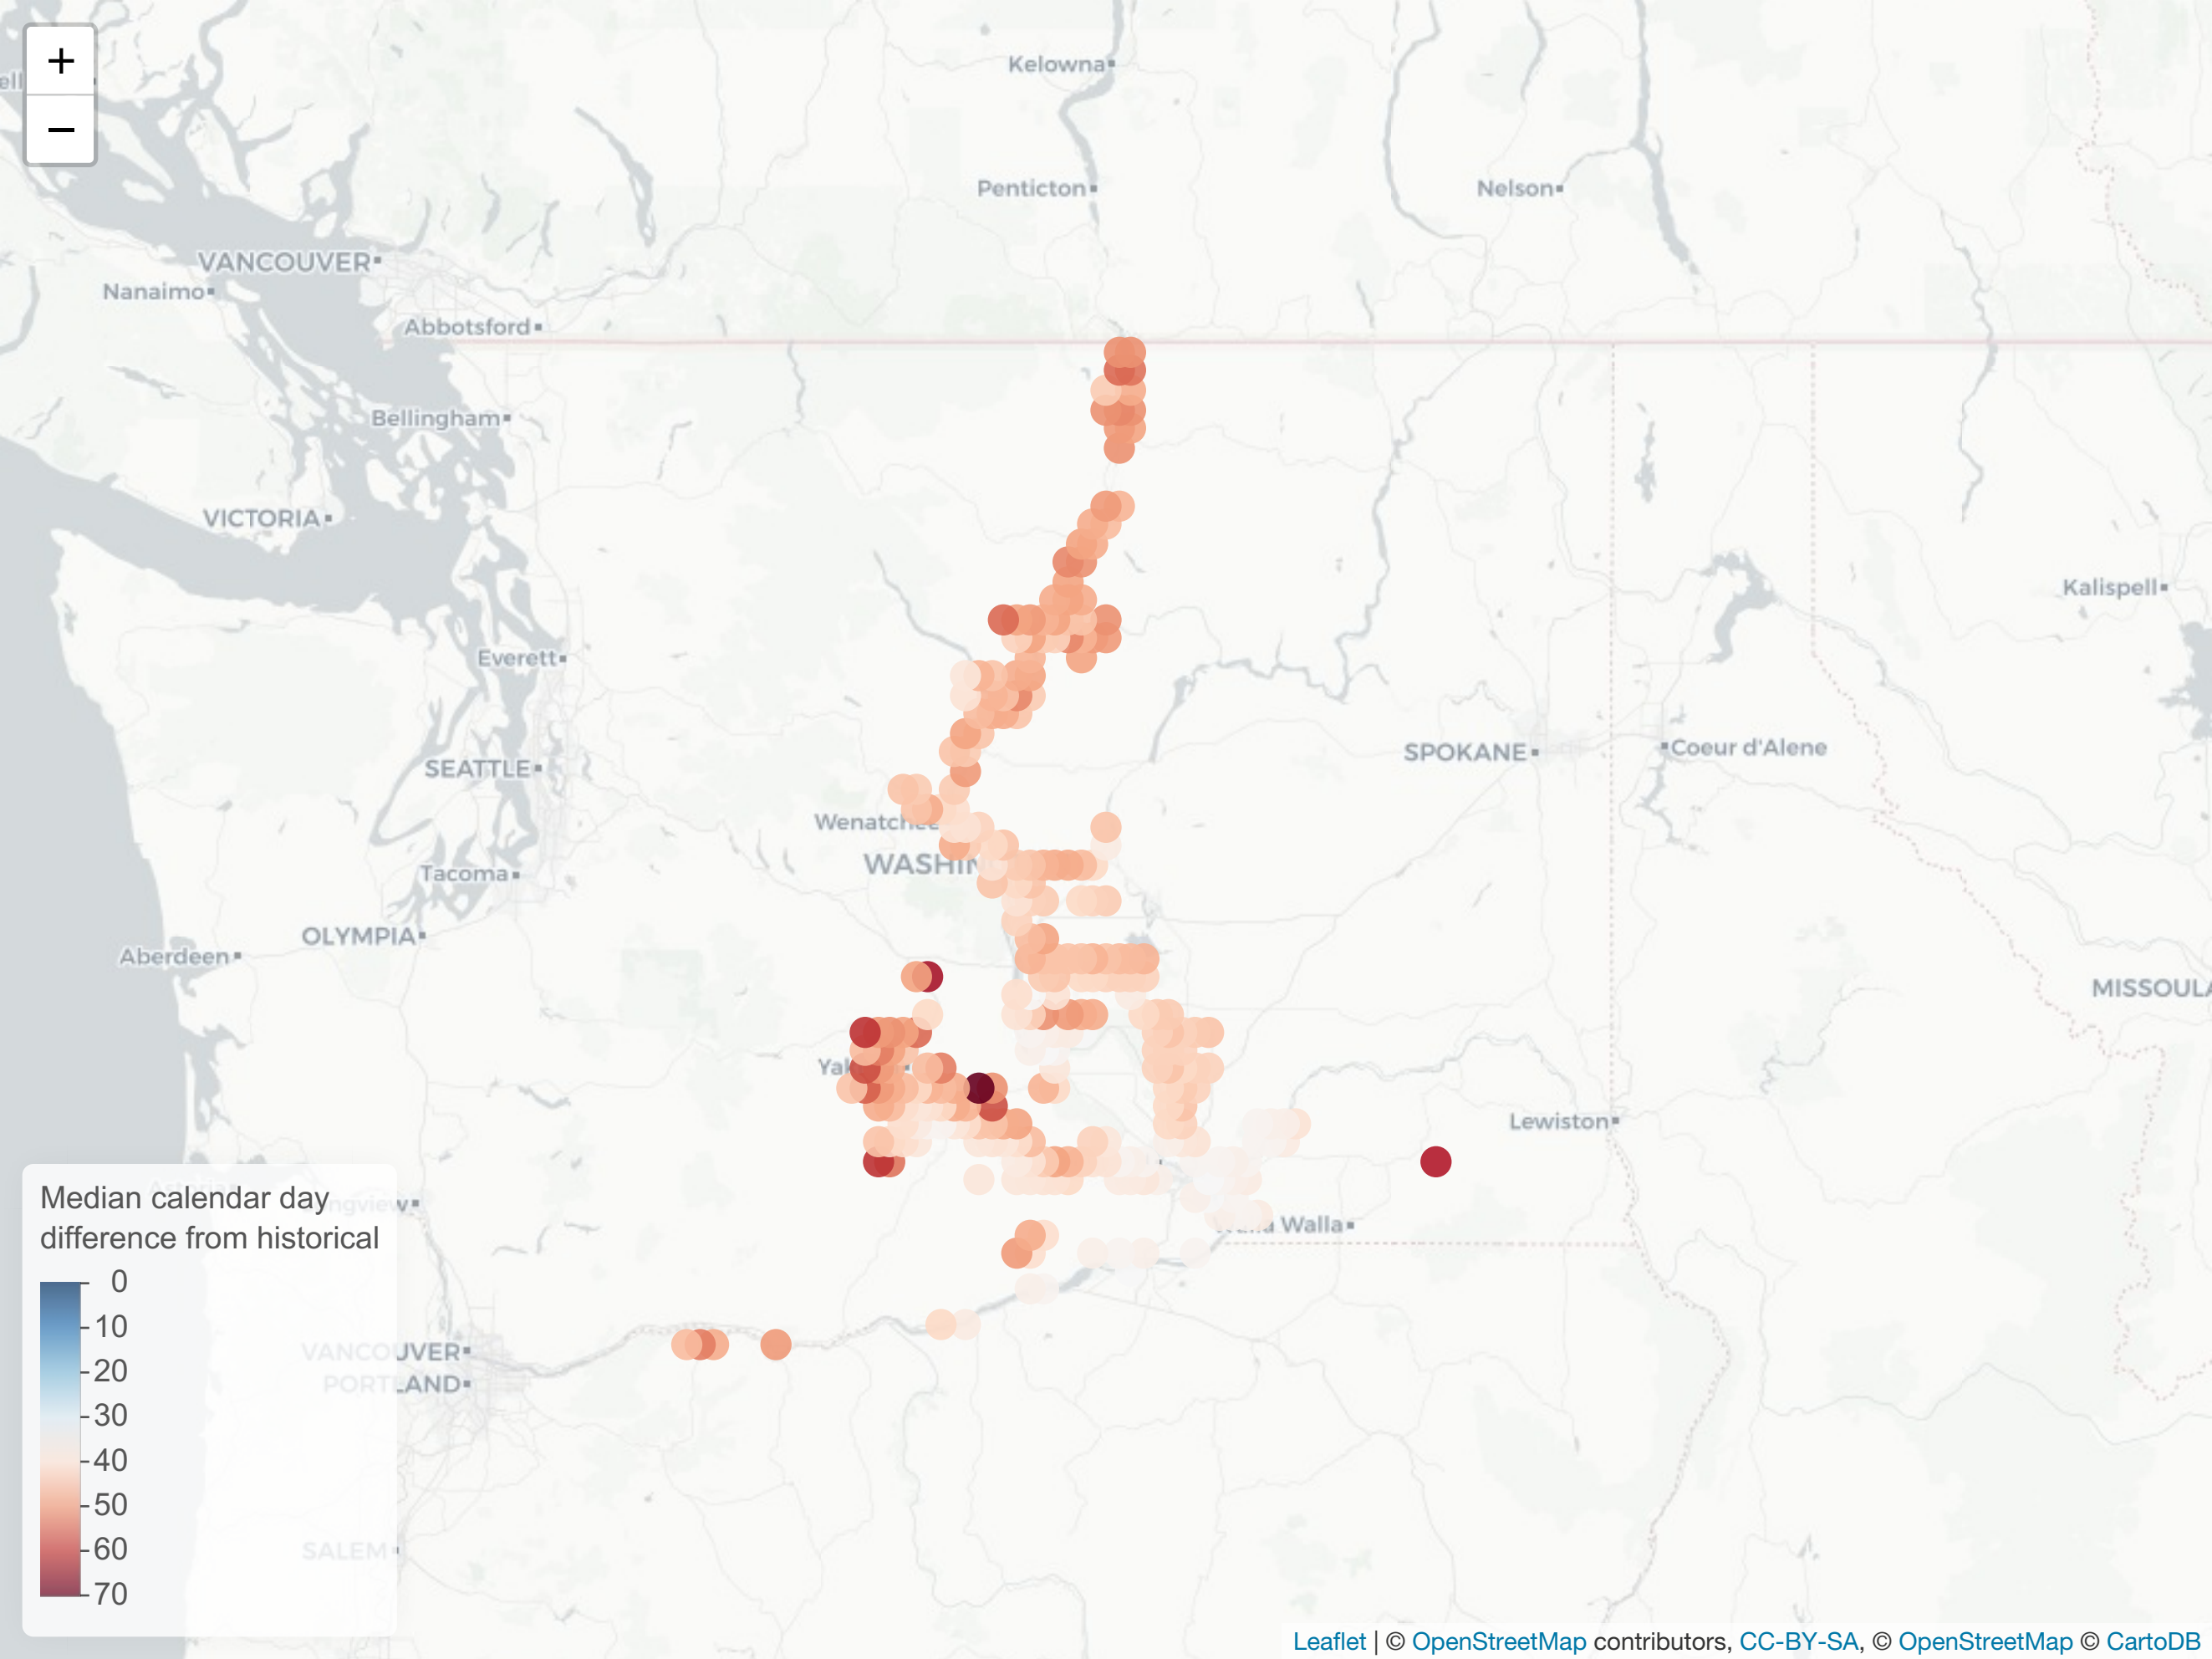 +
−
Kelowna
Penticton
Nelson
VANCOUVER
Nanaimo
Abbotsford
Bellingham
VICTORIA
Kalispell
Everett
SPOKANE
Coeur d'Alene
SEATTLE
WASHIN
Tacoma
OLYMPIA
Aberdeen
MISSOULA
Lewiston
Walla
VANCOUVER
PORTLAND
SALEM
Median calendar day
difference from historical
0
10
20
30
40
50
60
70
Leaflet | © OpenStreetMap contributors, CC-BY-SA, © OpenStreetMap © CartoDB